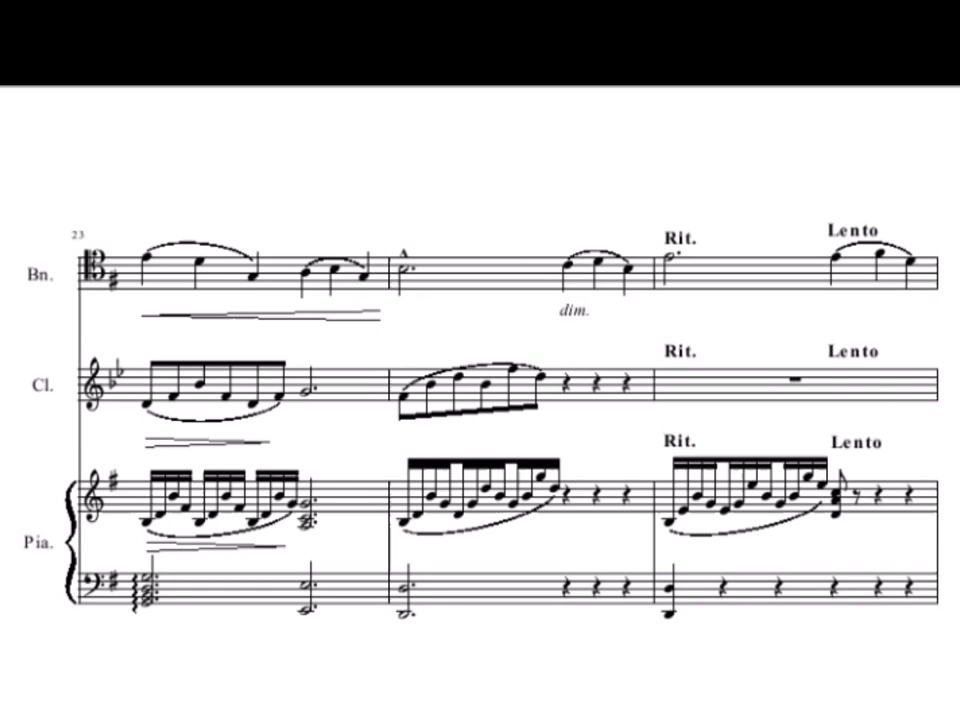 23
Rit. Lento
Bn.
dim.
Rit. Lento
Cl.
Rit. Lento
Pia.